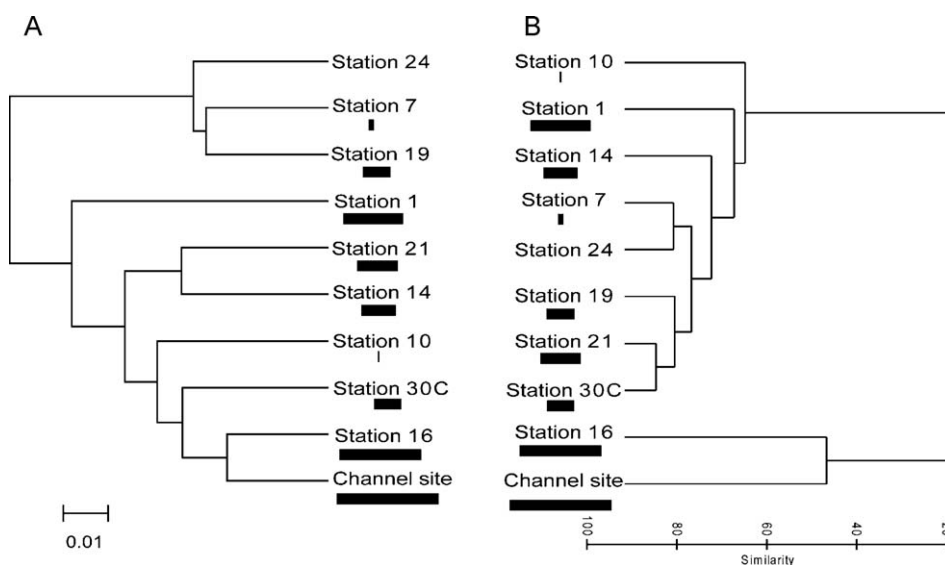 A
Station 24
Station 7
Station 19
Station 1
Station 21
Station 14
Station 10
Station 30C
Station 16
Channel site
0.01
B
Station 10
Station 1
Station 14
Station 7
Station 24
Station 19
Station 21
Station 30C
Station 16
Channel site
100
80
60
40
Similarity